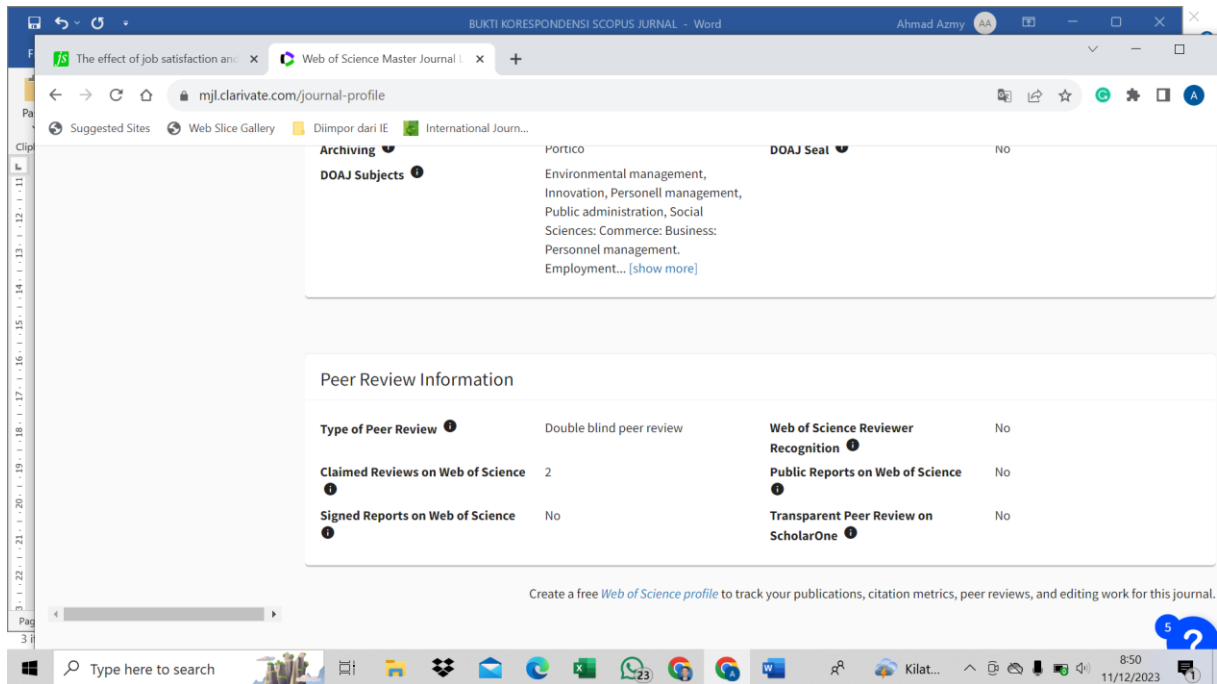 BUKTI KORESPONDENSI SCOPUS JURNAL - Word
Ahmad Azmy AA
The effect of job satisfaction and
Web of Science Master Journal L
mjl.clarivate.com/journal-profile
A
Suggested Sites
Web Slice Gallery
Diimpor dari IE
International Journ...
Archiving
Portico
DOAJ Seal
No
DOAJ Subjects
Environmental management,
Innovation, Personell management,
Public administration, Social
Sciences: Commerce: Business:
Personnel management.
Employment... [show more]
Peer Review Information
Type of Peer Review
Double blind peer review
Web of Science Reviewer
Recognition
No
Claimed Reviews on Web of Science
2
Public Reports on Web of Science
No
Signed Reports on Web of Science
No
Transparent Peer Review on
ScholarOne
No
Create a free Web of Science profile to track your publications, citation metrics, peer reviews, and editing work for this journal.
5
?
Type here to search
23
Kilat...
8:50
11/12/2023
1